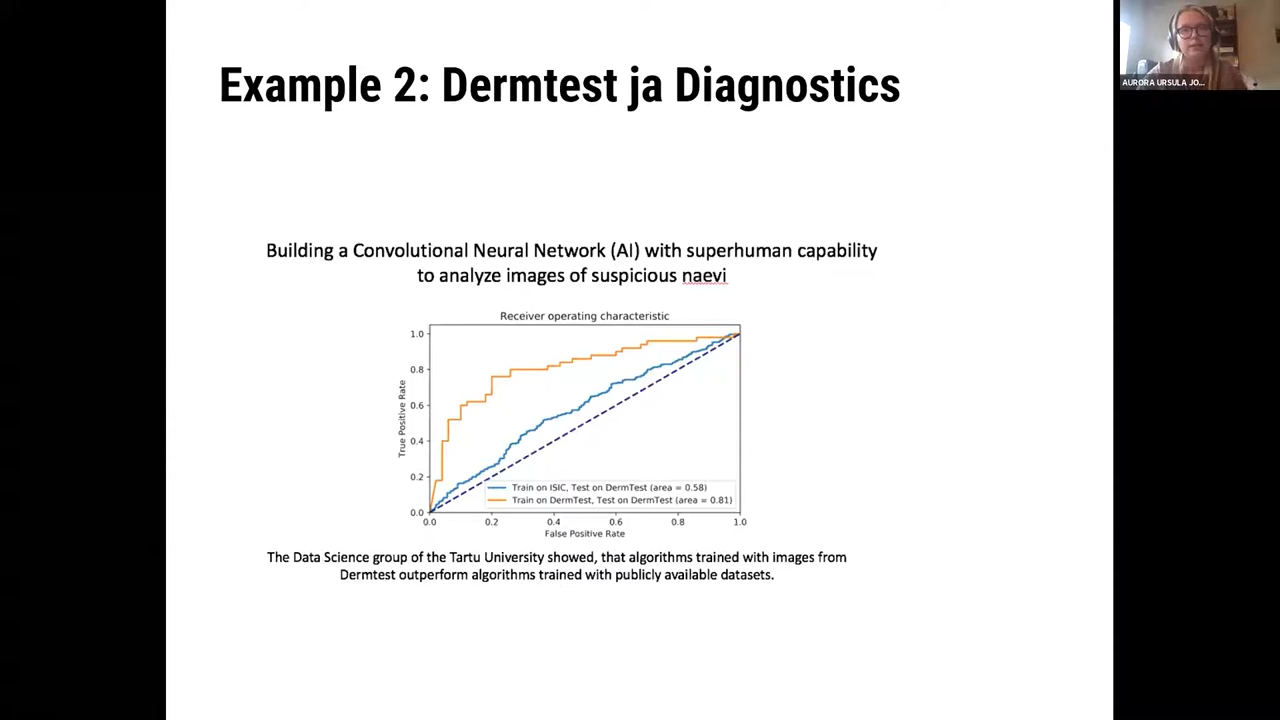 Example 2: Dermtest ja Diagnostics
AURORA URSULA JO...
Building a Convolutional Neural Network (AI) with superhuman capability
to analyze images of suspicious naevi
Receiver operating characteristic
1.0
0.8
0.6
0.4
0.2
0.0
True Positive Rate
Train on ISIC, Test on DermTest (area = 0.58)
Train on DermTest, Test on DermTest (area = 0.81)
0.0 0.2 0.4 0.6 0.8 1.0
False Positive Rate
The Data Science group of the Tartu University showed, that algorithms trained with images from
Dermtest outperform algorithms trained with publicly available datasets.